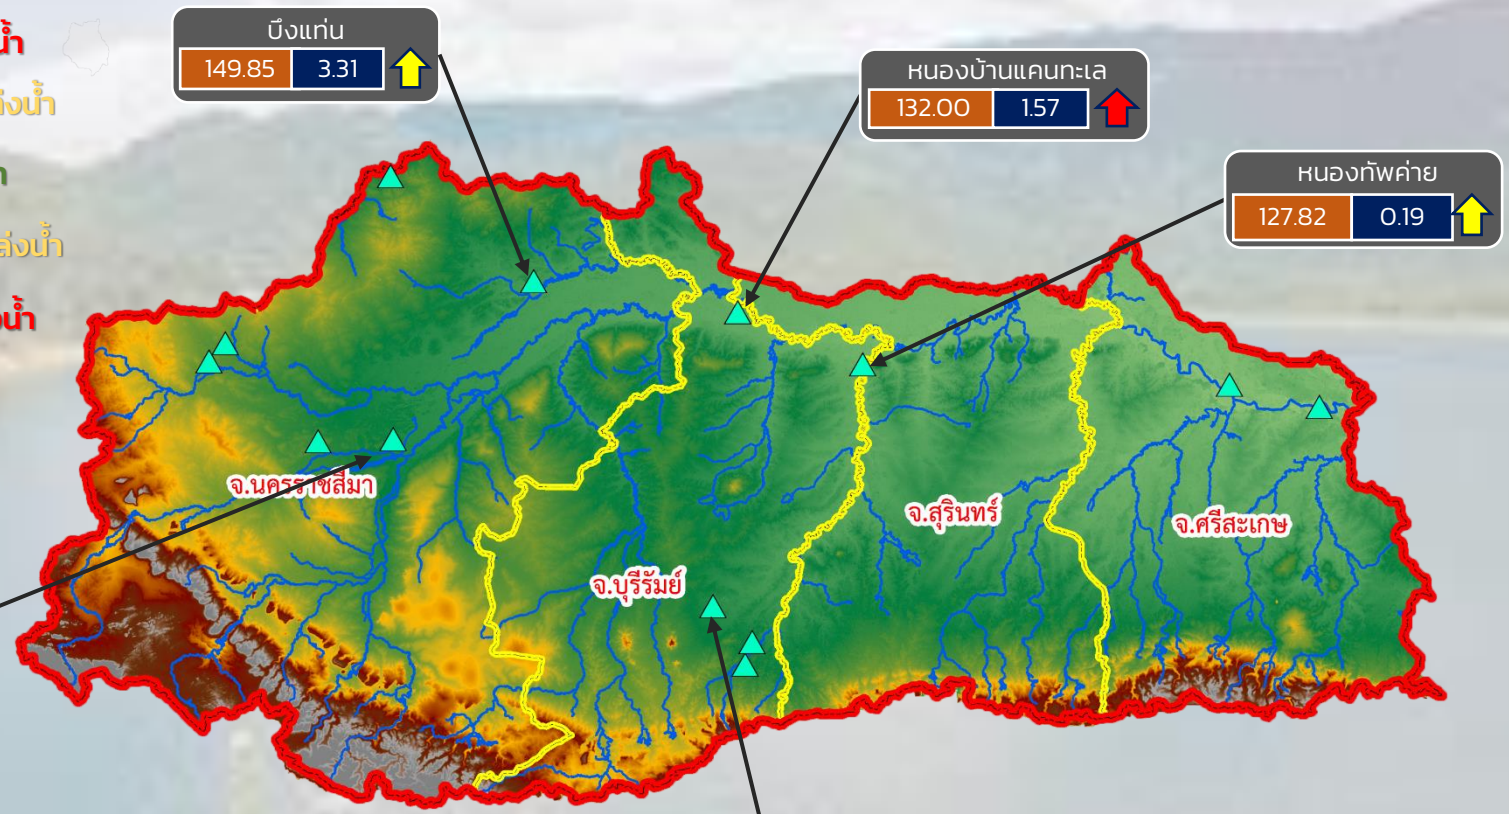 น้ำ
บึงแท่น
149.85 3.31
หนองบ้านแคนทะเล
132.00 1.57
หนองทัพค่าย
127.82 0.19
จ.นครราชสีมา
จ.บุรีรัมย์
จ.สุรินทร์
จ.ศรีสะเกษ